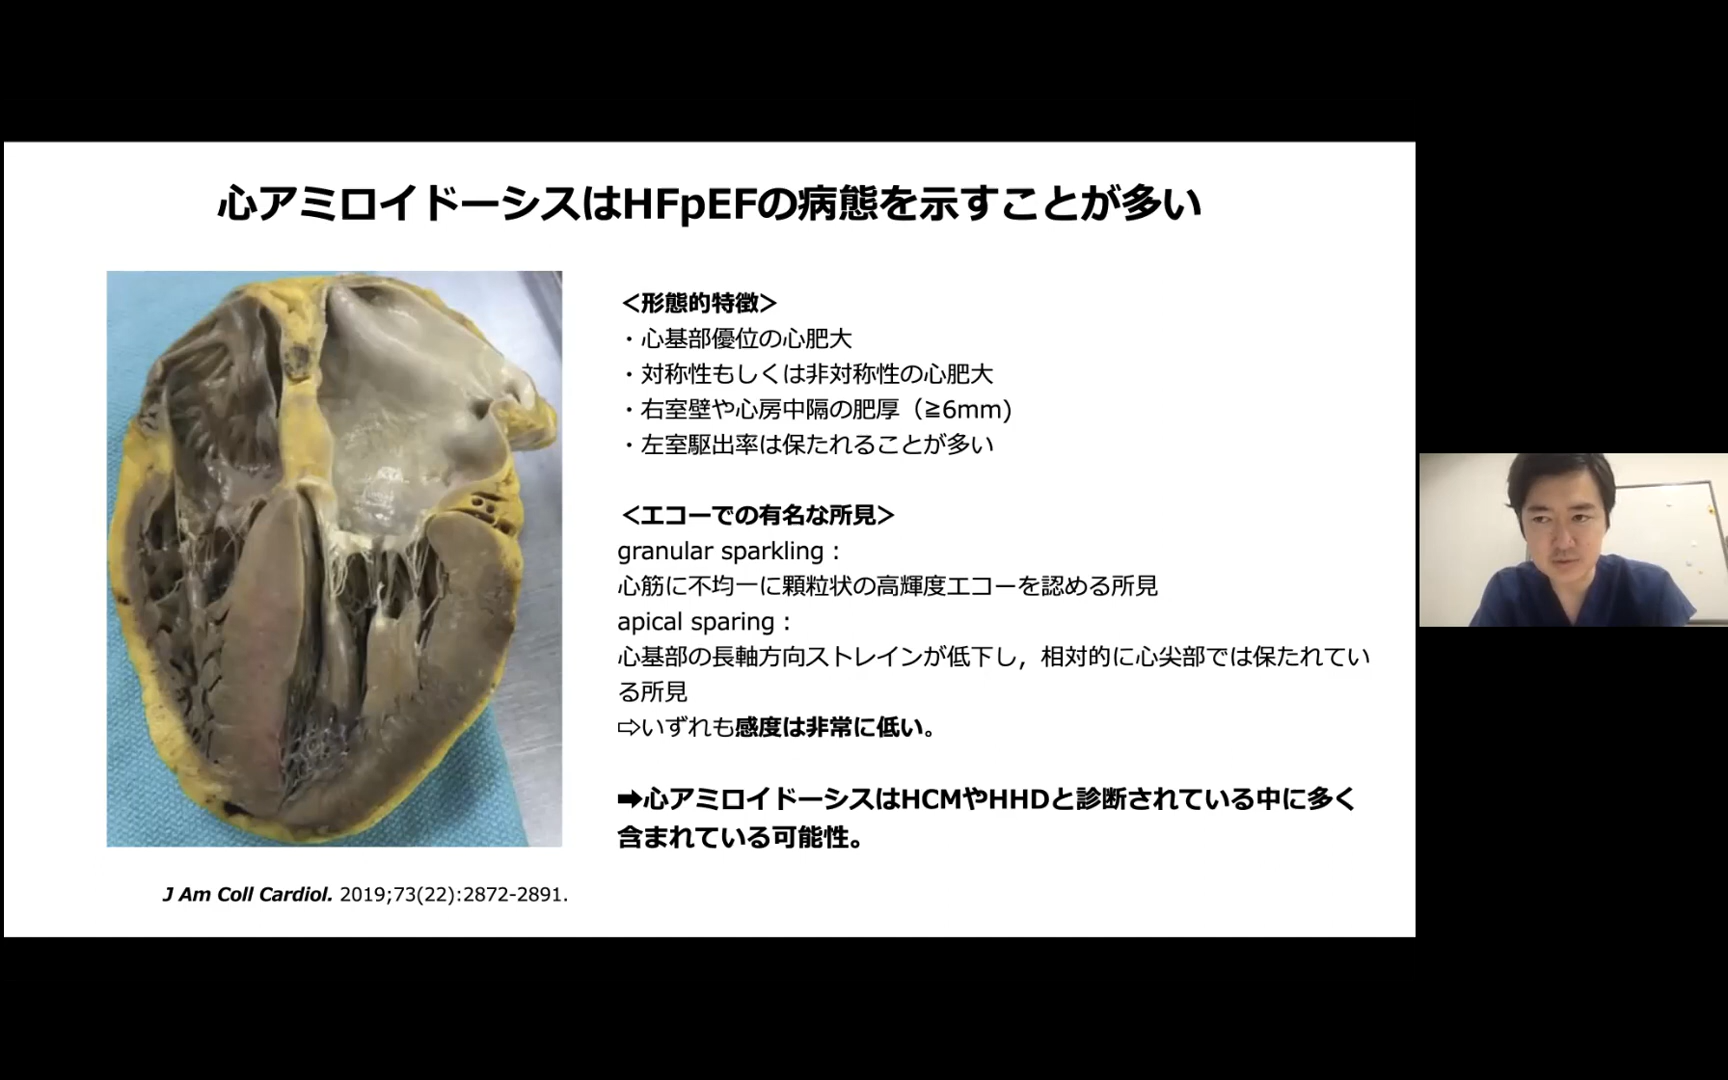 心アミロイドーシスはHFpEFの病態を示すことが多い
＜形態的特徴＞
・心基部優位の心肥大
・対称性もしくは非対称性の心肥大
・右室壁や心房中隔の肥厚（≧6mm)
・左室駆出率は保たれることが多い
＜エコーでの有名な所見＞
granular sparkling：
心筋に不均一に顆粒状の高輝度エコーを認める所見
apical sparing：
心基部の長軸方向ストレインが低下し，相対的に心尖部では保たれてい
る所見
⇨いずれも感度は非常に低い。
➡心アミロイドーシスはHCMやHHDと診断されている中に多く
含まれている可能性。
J Am Coll Cardiol. 2019;73(22):2872-2891.